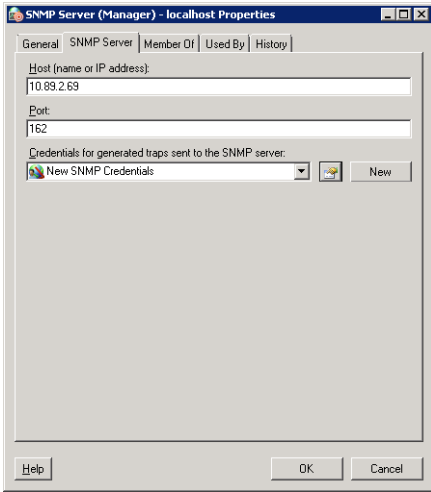 SNMP Server (Manager) - localhost Properties
General SNMP Server Member Of Used By History
Host (name or IP address):
10.89.2.69
Port:
162
Credentials for generated traps sent to the SNMP server:
New SNMP Credentials New
Help OK Cancel